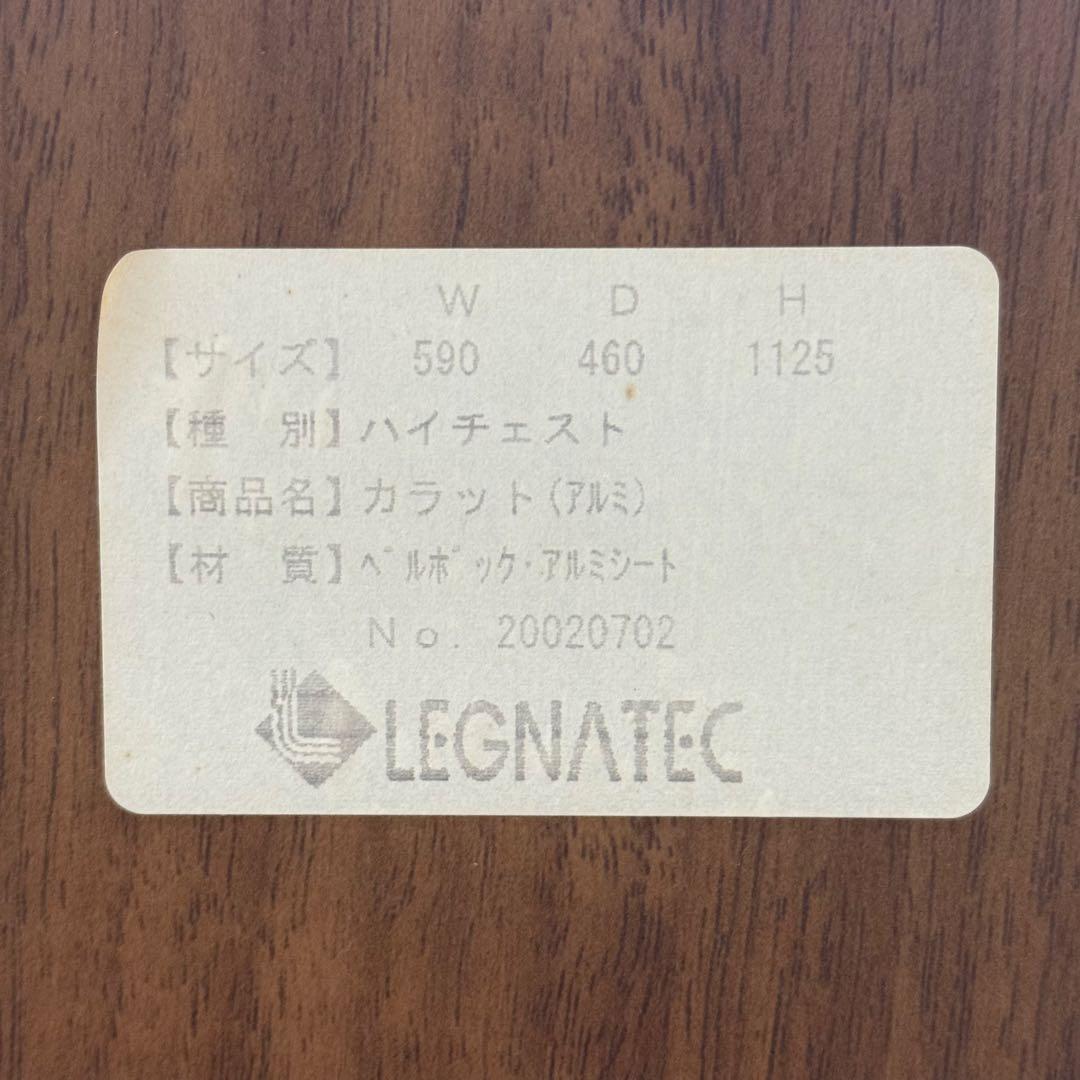 W D H
【サイズ】 590 460 1125
【種 別】ハイチェスト
【商品名】カラット(ｱﾙﾐ)
【材 質】ﾍﾞﾙﾎﾞｯｸ･ｱﾙﾐｼｰﾄ
No. 20020702
LEGNATEC